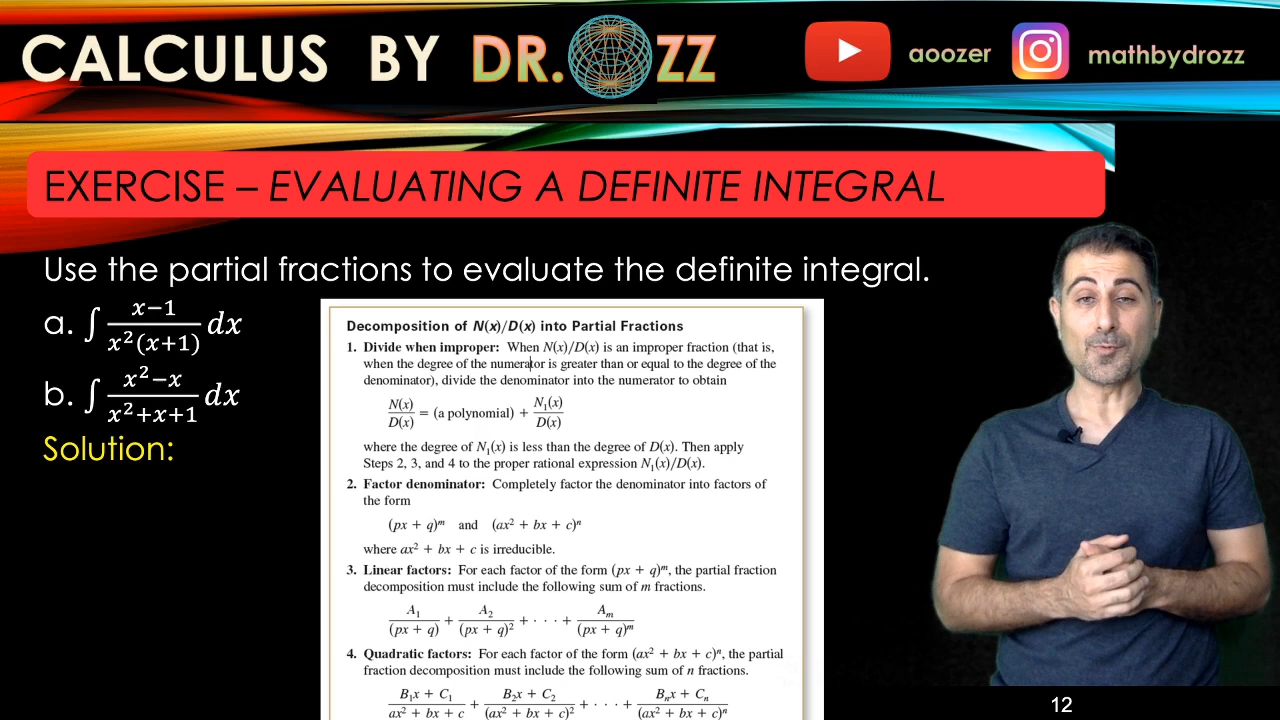 CALCULUS BY DR. ZZ
aoozer
mathbydrozz
EXERCISE – EVALUATING A DEFINITE INTEGRAL
Use the partial fractions to evaluate the definite integral.
a. ∫ (x−1)/(x²(x+1)) dx
b. ∫ (x²−x)/(x²+x+1) dx
Solution:
Decomposition of N(x)/D(x) into Partial Fractions
1. Divide when improper: When N(x)/D(x) is an improper fraction (that is,
when the degree of the numerator is greater than or equal to the degree of the
denominator), divide the denominator into the numerator to obtain
N(x)/D(x) = (a polynomial) + N₁(x)/D(x)
where the degree of N₁(x) is less than the degree of D(x). Then apply
Steps 2, 3, and 4 to the proper rational expression N₁(x)/D(x).
2. Factor denominator: Completely factor the denominator into factors of
the form
(px + q)ᵐ and (ax² + bx + c)ⁿ
where ax² + bx + c is irreducible.
3. Linear factors: For each factor of the form (px + q)ᵐ, the partial fraction
decomposition must include the following sum of m fractions.
A₁/(px + q) + A₂/(px + q)² + · · · + Aₘ/(px + q)ᵐ
4. Quadratic factors: For each factor of the form (ax² + bx + c)ⁿ, the partial
fraction decomposition must include the following sum of n fractions.
(B₁x + C₁)/(ax² + bx + c) + (B₂x + C₂)/(ax² + bx + c)² + · · · + (Bₙx + Cₙ)/(ax² + bx + c)ⁿ
12